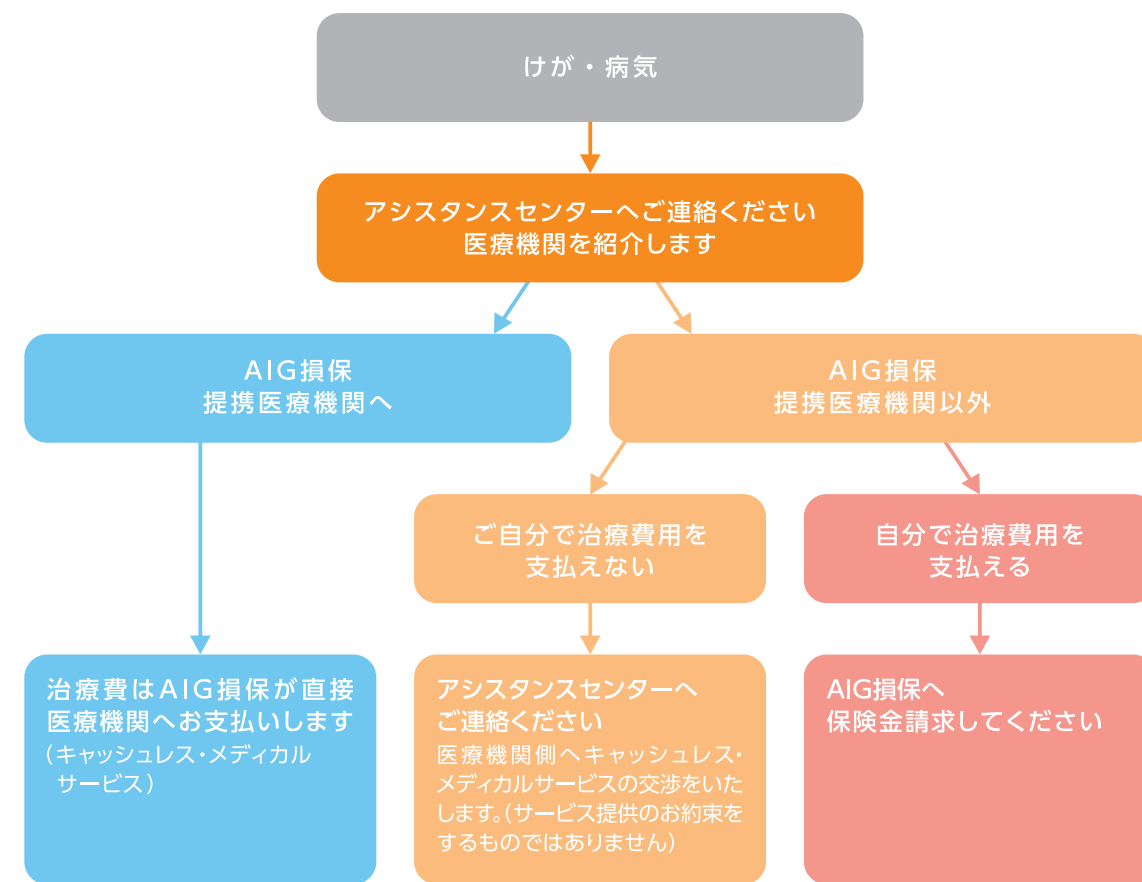 けが・病気
アシスタンスセンターへご連絡ください
医療機関を紹介します
AIG損保
提携医療機関へ
AIG損保
提携医療機関以外
ご自分で治療費用を
支払えない
自分で治療費用を
支払える
治療費はAIG損保が直接
医療機関へお支払いします
（キャッシュレス・メディカル
サービス）
アシスタンスセンターへ
ご連絡ください
医療機関側へキャッシュレス・
メディカルサービスの交渉をいた
します。（サービス提供のお約束を
するものではありません）
AIG損保へ
保険金請求してください